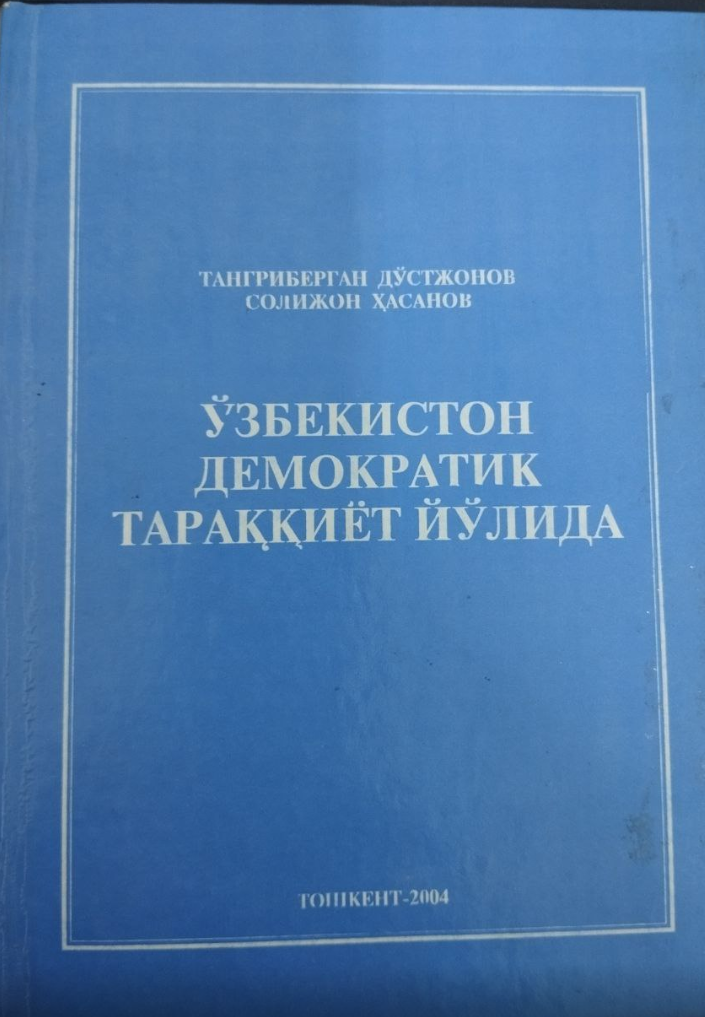 ТАНГРИБЕРГАН ДЎСТЖОНОВ
СОЛИЖОН ҲАСАНОВ
ЎЗБЕКИСТОН
ДЕМОКРАТИК
ТАРАҚҚИЁТ ЙЎЛИДА
ТОШКЕНТ-2004